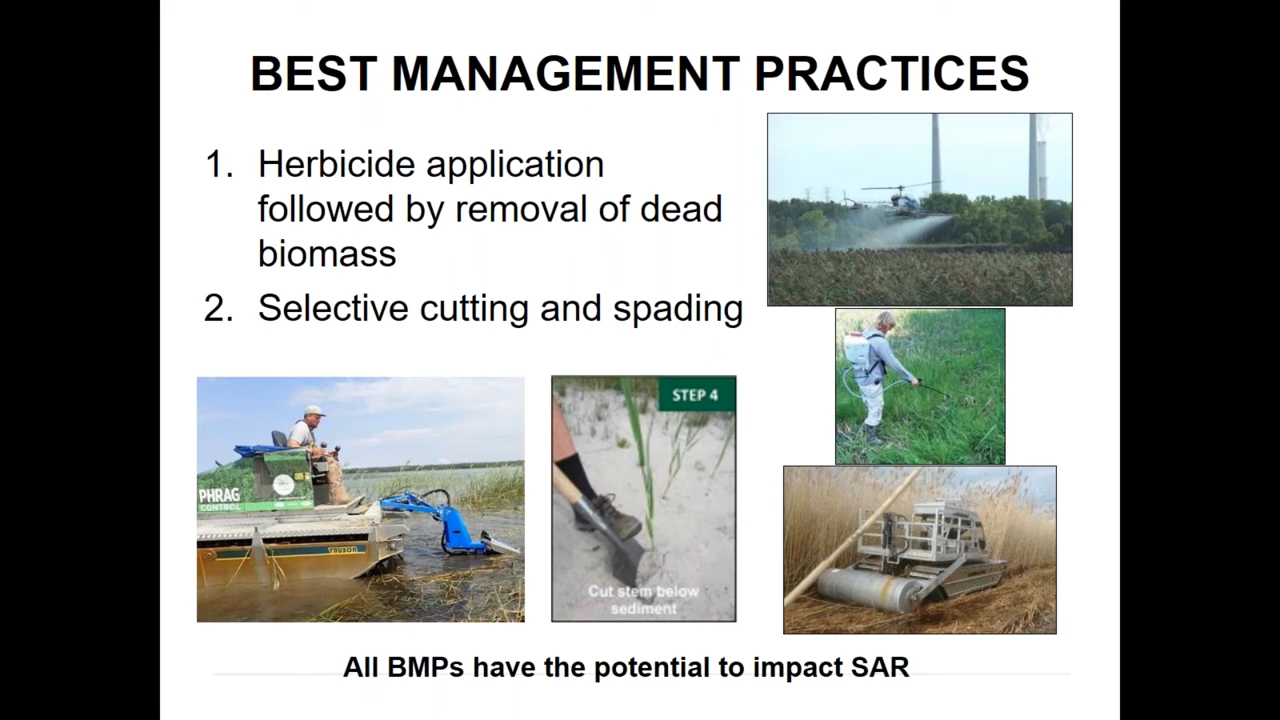 BEST MANAGEMENT PRACTICES
1. Herbicide application
followed by removal of dead
biomass
2. Selective cutting and spading
PHRAG
CONTROL
TRUXOR
STEP 4
Cut stem below
sediment
All BMPs have the potential to impact SAR